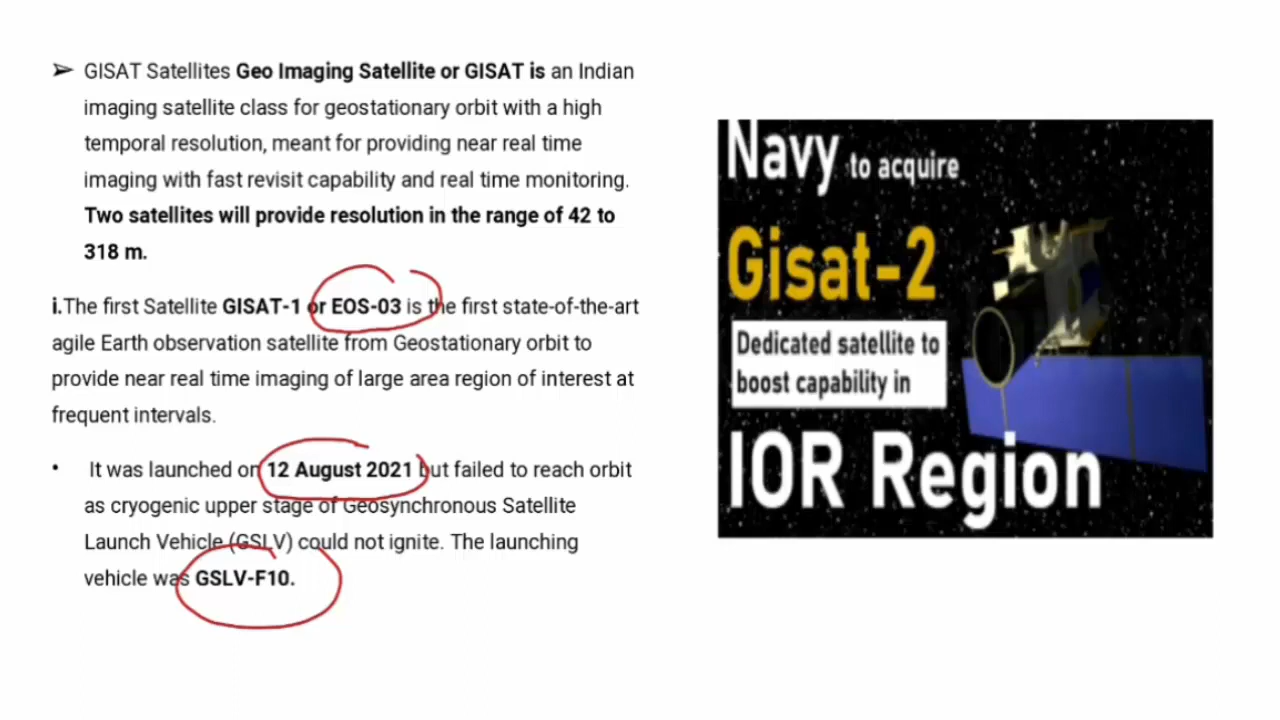 ➢ GISAT Satellites Geo Imaging Satellite or GISAT is an Indian
imaging satellite class for geostationary orbit with a high
temporal resolution, meant for providing near real time
imaging with fast revisit capability and real time monitoring.
Two satellites will provide resolution in the range of 42 to
318 m.
i.The first Satellite GISAT-1 or EOS-03 is the first state-of-the-art
agile Earth observation satellite from Geostationary orbit to
provide near real time imaging of large area region of interest at
frequent intervals.
• It was launched on 12 August 2021 but failed to reach orbit
as cryogenic upper stage of Geosynchronous Satellite
Launch Vehicle (GSLV) could not ignite. The launching
vehicle was GSLV-F10.
Navy to acquire
Gisat-2
Dedicated satellite to
boost capability in
IOR Region